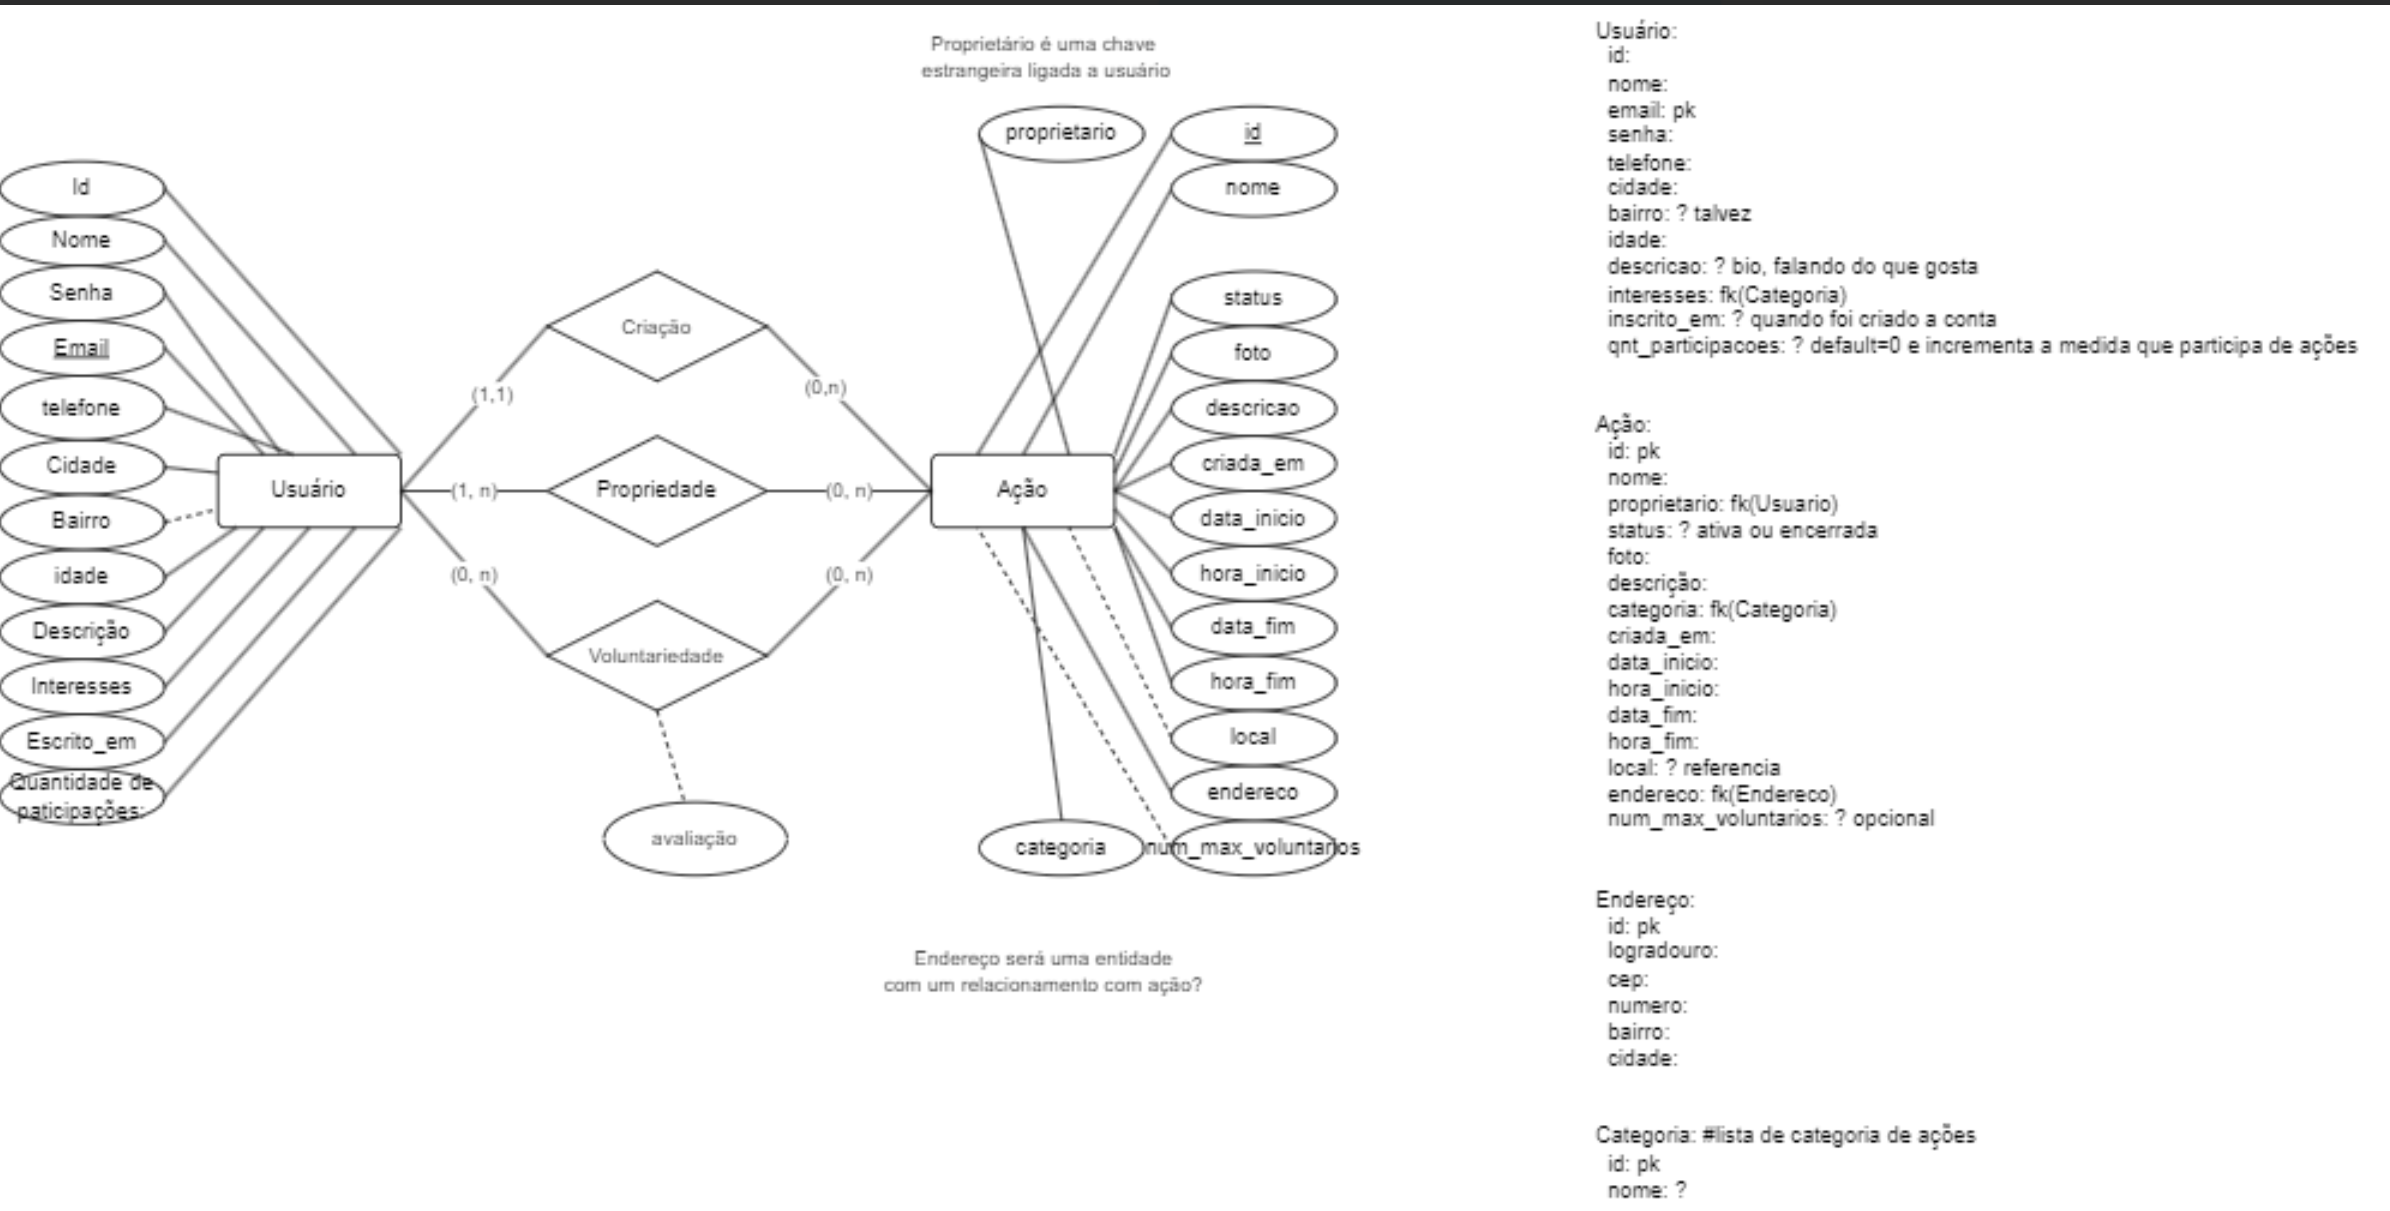 Proprietário é uma chave
estrangeira ligada a usuário
proprietario
id
nome
Id
Nome
Senha
Email
telefone
Cidade
Bairro
idade
Descrição
Interesses
Escrito_em
Quantidade de
paticipações:
Usuário
Criação
(1,1)
(0,n)
Propriedade
(1, n)
(0, n)
Voluntariedade
(0, n)
(0, n)
avaliação
Ação
status
foto
descricao
criada_em
data_inicio
hora_inicio
data_fim
hora_fim
local
endereco
categoria
num_max_voluntarios
Endereço será uma entidade
com um relacionamento com ação?
Usuário:
id:
nome:
email: pk
senha:
telefone:
cidade:
bairro: ? talvez
idade:
descricao: ? bio, falando do que gosta
interesses: fk(Categoria)
inscrito_em: ? quando foi criado a conta
qnt_participacoes: ? default=0 e incrementa a medida que participa de ações
Ação:
id: pk
nome:
proprietario: fk(Usuario)
status: ? ativa ou encerrada
foto:
descrição:
categoria: fk(Categoria)
criada_em:
data_inicio:
hora_inicio:
data_fim:
hora_fim:
local: ? referencia
endereco: fk(Endereco)
num_max_voluntarios: ? opcional
Endereço:
id: pk
logradouro:
cep:
numero:
bairro:
cidade:
Categoria: #lista de categoria de ações
id: pk
nome: ?